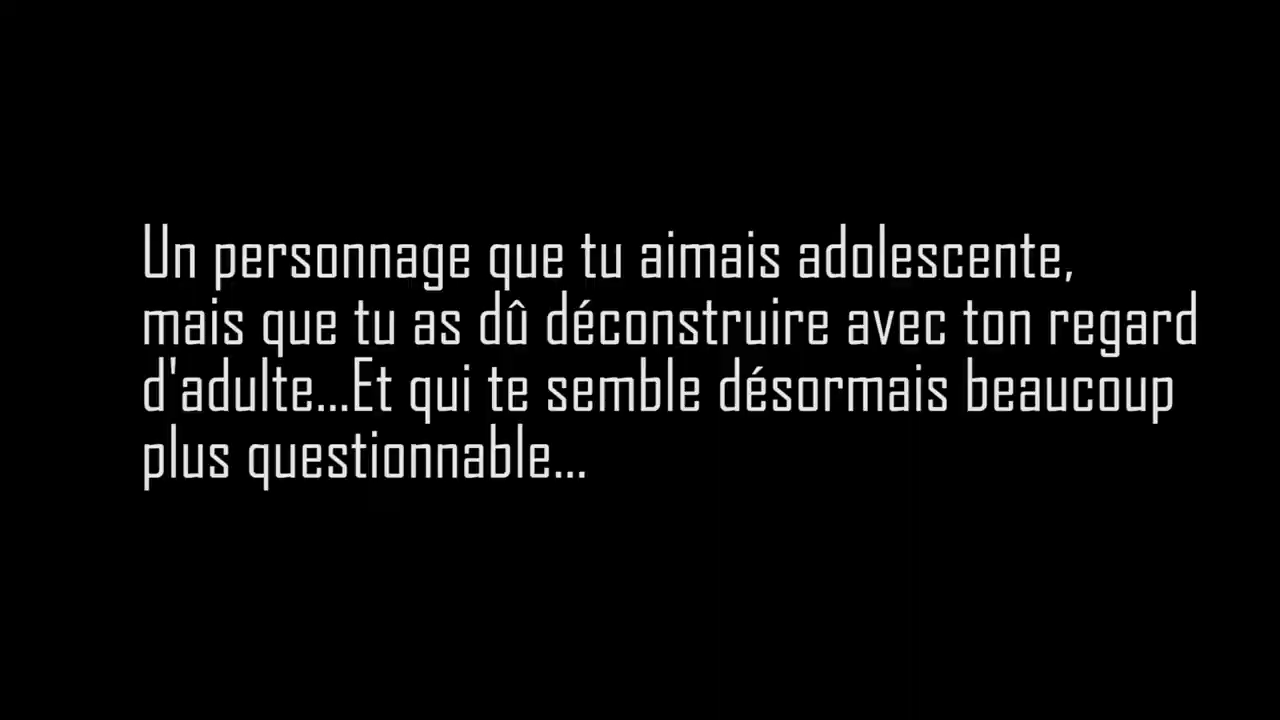 Un personnage que tu aimais adolescente,
mais que tu as dû déconstruire avec ton regard
d'adulte...Et qui te semble désormais beaucoup
plus questionnable...